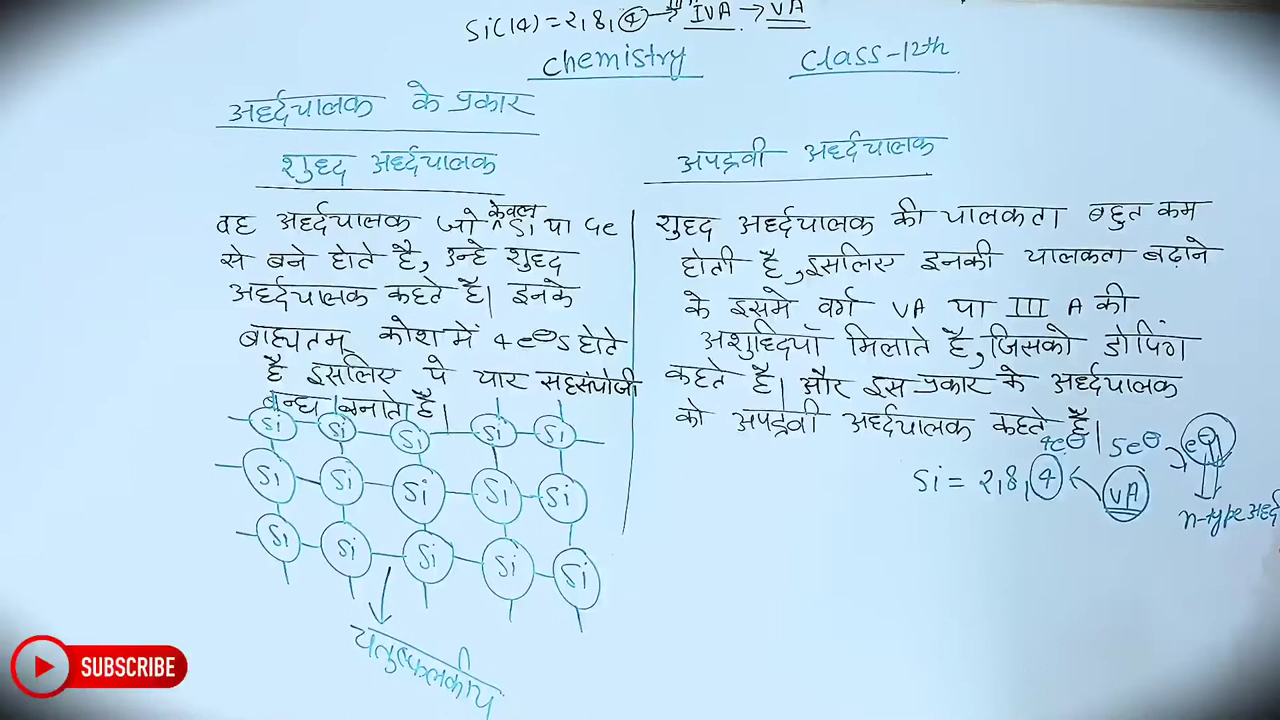 Si(14) = 2,8,4 → IVA → VA
Chemistry Class-12th
अर्द्धचालक के प्रकार
शुध्द अर्द्धचालक
वह अर्द्धचालक जो केवल Si या Ge
से बने होते है, उन्हे शुध्द
अर्द्धचालक कहते है। इनके
बाह्यतम् कोश में 4e⊖s होते
है इसलिए ये चार सहसंयोजी
बन्ध बनाते है।
Si Si Si Si Si
Si Si Si Si Si
Si Si Si Si Si
चतुष्फलकीय
अपद्रवी अर्द्धचालक
शुध्द अर्द्धचालक की चालकता बहुत कम
होती है, इसलिए इनकी चालकता बढ़ाने
के इसमे वर्ग VA या III A की
अशुध्दियाँ मिलाते है, जिसको डोपिंग
कहते है। और इस प्रकार के अर्द्धचालक
को अपद्रवी अर्द्धचालक कहते है।
4e⊖ 5e⊖ e⊖
Si = 2,8,4 VA
n-type अर्द्ध
SUBSCRIBE